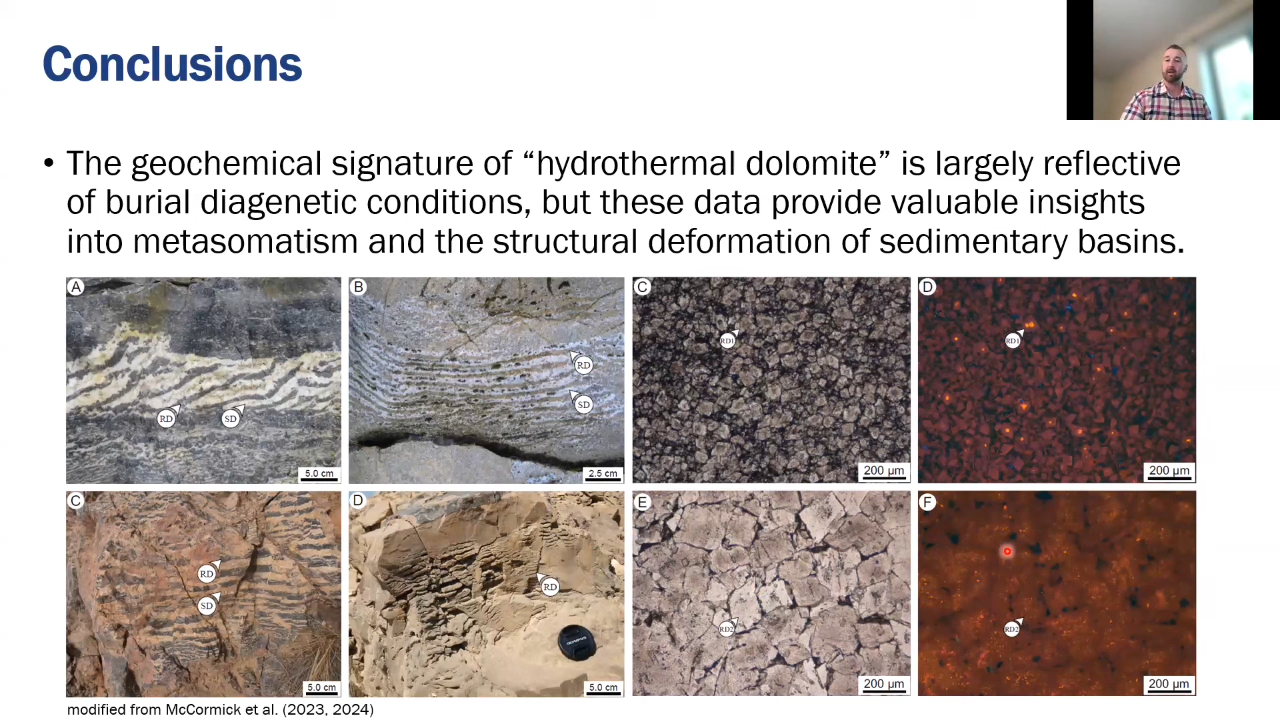 Conclusions
• The geochemical signature of “hydrothermal dolomite” is largely reflective
of burial diagenetic conditions, but these data provide valuable insights
into metasomatism and the structural deformation of sedimentary basins.
A
RD
SD
5.0 cm
B
RD
SD
2.5 cm
C
RD1
200 µm
D
RD1
200 µm
C
RD
SD
5.0 cm
D
RD
OLYMPUS
5.0 cm
E
RD2
200 µm
F
RD2
200 µm
modified from McCormick et al. (2023, 2024)